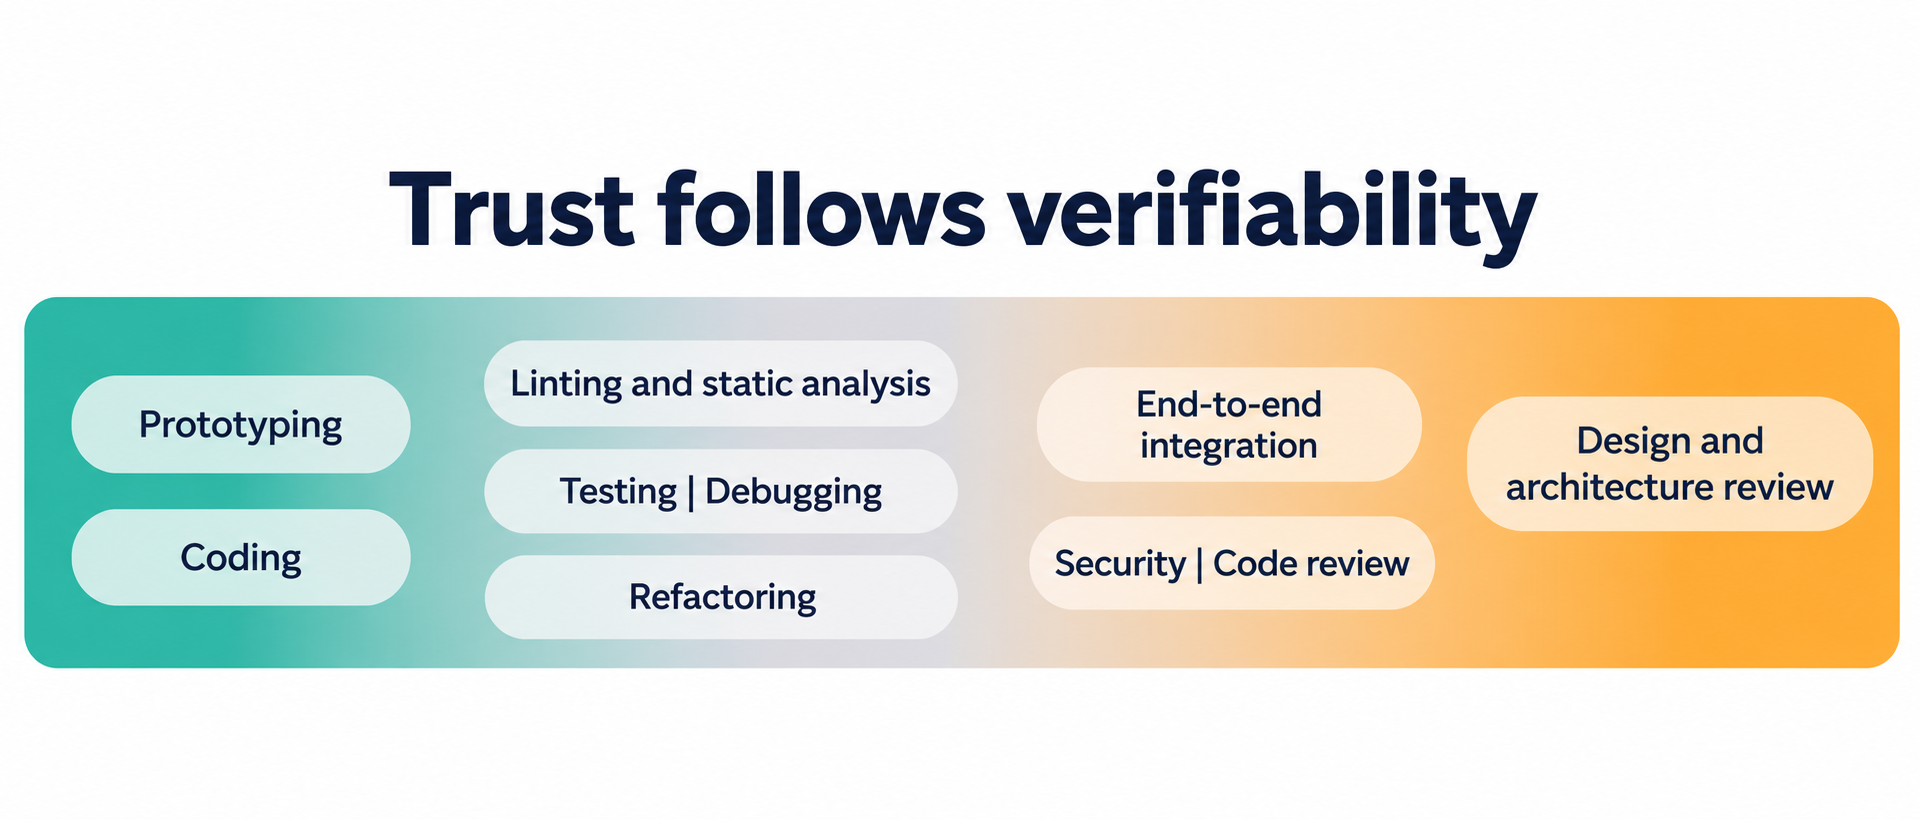 Trust follows verifiability
Prototyping
Coding
Linting and static analysis
Testing | Debugging
Refactoring
End-to-end
integration
Security | Code review
Design and
architecture review